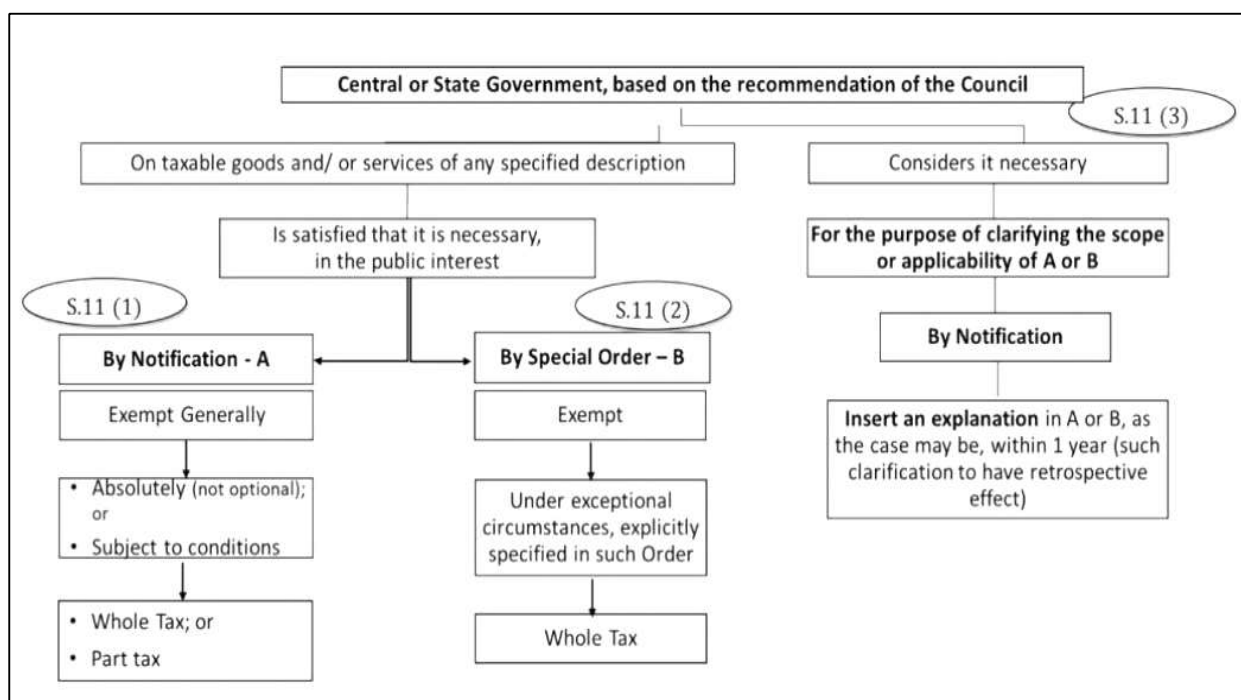 Central or State Government, based on the recommendation of the Council
S.11 (3)
On taxable goods and/ or services of any specified description
Considers it necessary
Is satisfied that it is necessary,
in the public interest
For the purpose of clarifying the scope
or applicability of A or B
S.11 (1)
S.11 (2)
By Notification - A
By Special Order – B
By Notification
Exempt Generally
Exempt
Insert an explanation in A or B, as
the case may be, within 1 year (such
clarification to have retrospective
effect)
• Absolutely (not optional);
or
• Subject to conditions
Under exceptional
circumstances, explicitly
specified in such Order
• Whole Tax; or
• Part tax
Whole Tax